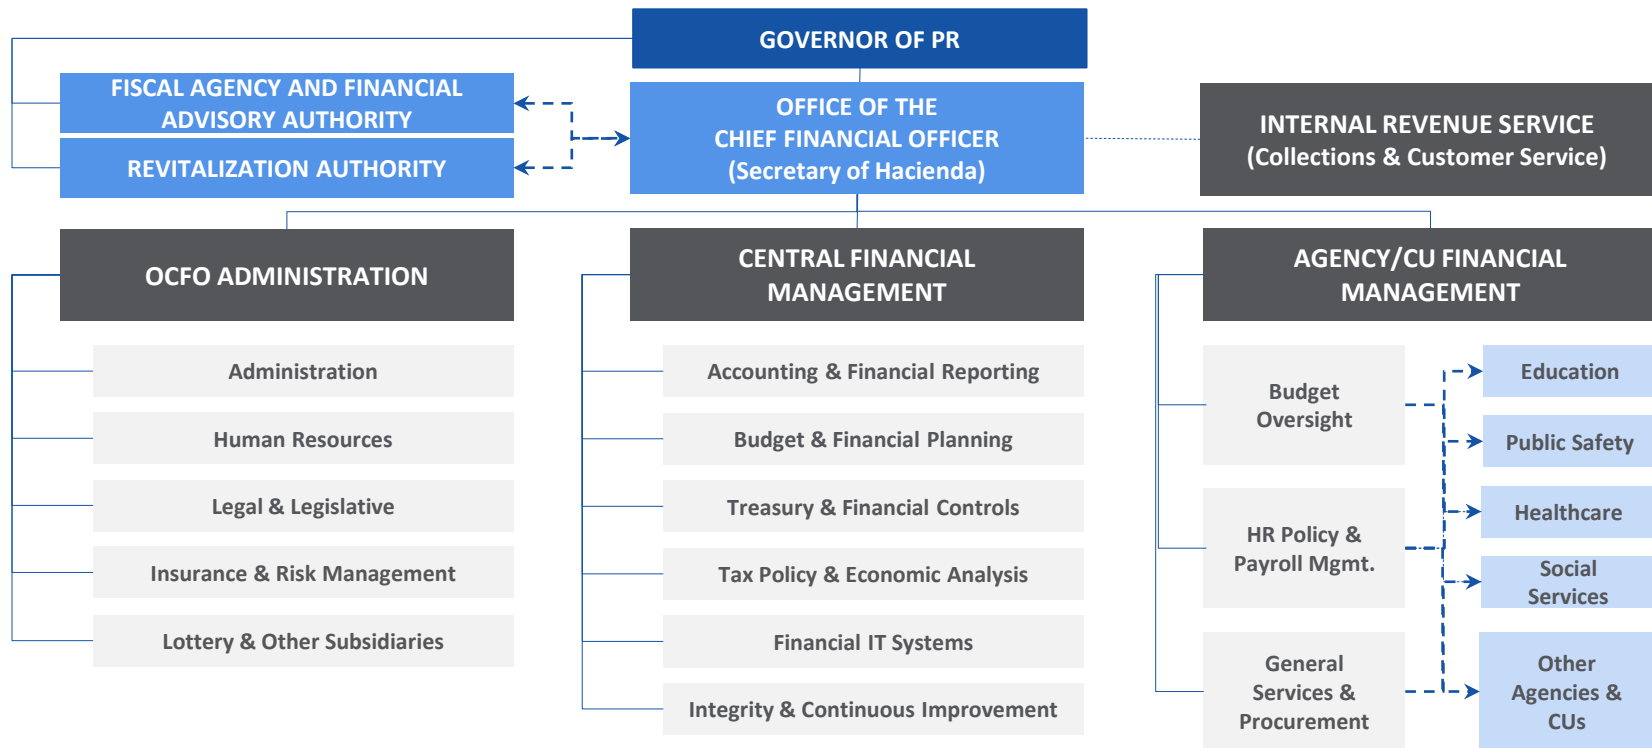 GOVERNOR OF PR
FISCAL AGENCY AND FINANCIAL
ADVISORY AUTHORITY
REVITALIZATION AUTHORITY
OFFICE OF THE
CHIEF FINANCIAL OFFICER
(Secretary of Hacienda)
INTERNAL REVENUE SERVICE
(Collections & Customer Service)
OCFO ADMINISTRATION
Administration
Human Resources
Legal & Legislative
Insurance & Risk Management
Lottery & Other Subsidiaries
CENTRAL FINANCIAL
MANAGEMENT
Accounting & Financial Reporting
Budget & Financial Planning
Treasury & Financial Controls
Tax Policy & Economic Analysis
Financial IT Systems
Integrity & Continuous Improvement
AGENCY/CU FINANCIAL
MANAGEMENT
Budget
Oversight
HR Policy &
Payroll Mgmt.
General
Services &
Procurement
Education
Public Safety
Healthcare
Social
Services
Other
Agencies &
CUs